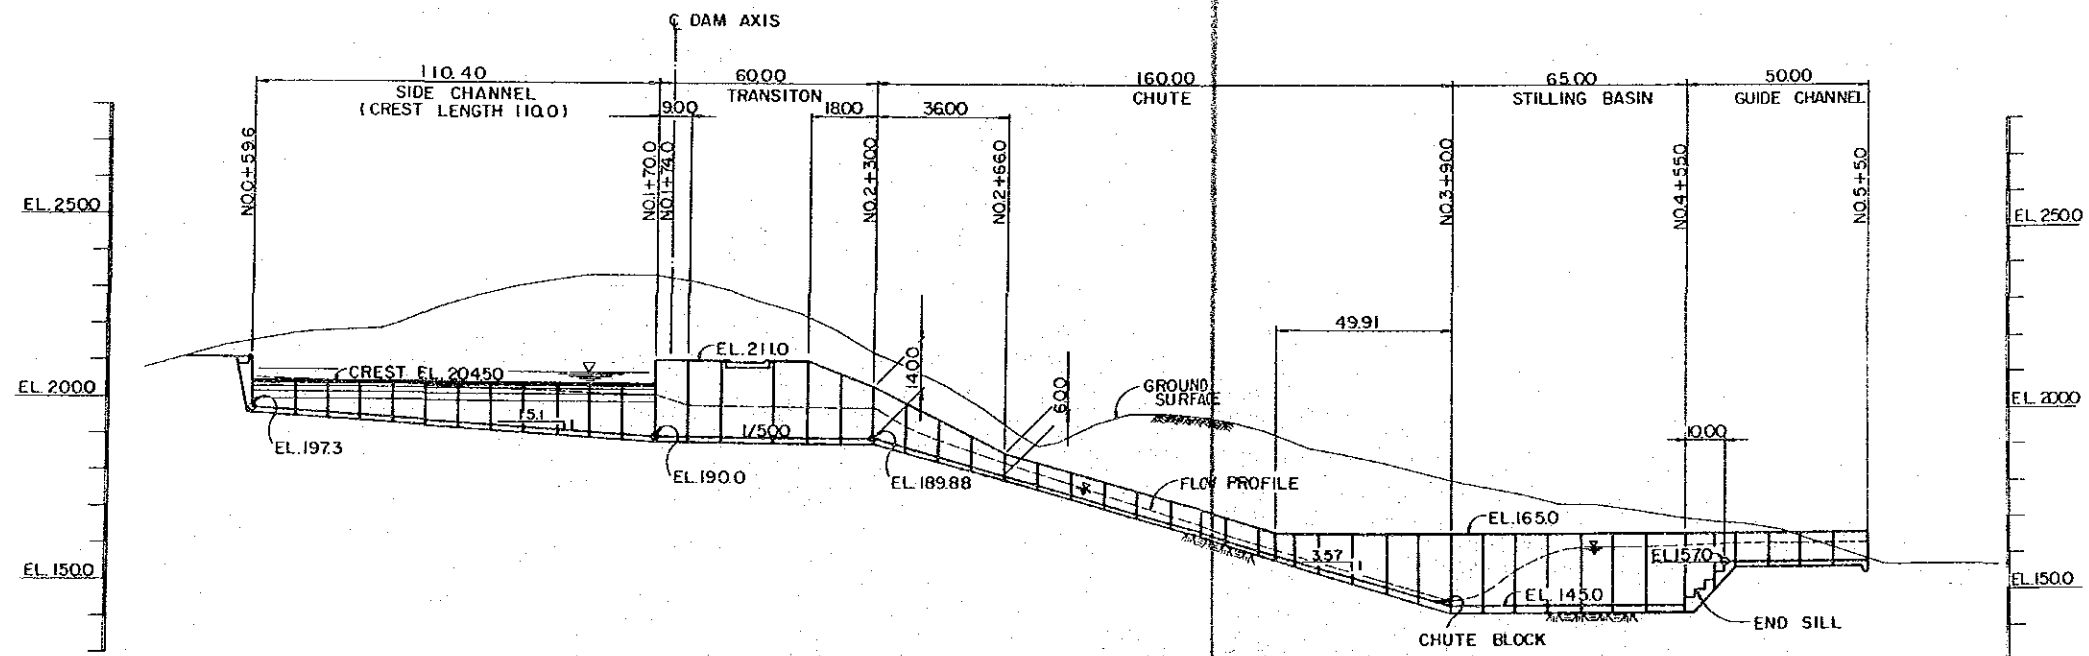 ℄ DAM AXIS
110.40
60.00
160.00
65.00
50.00
SIDE CHANNEL
(CREST LENGTH 110.0)
TRANSITON
CHUTE
STILLING BASIN
GUIDE CHANNEL
9.00
18.00
36.00
NO.0+59.6
NO.1+70.0
NO.1+74.0
NO.2+30.0
NO.2+66.0
NO.3+90.0
NO.4+55.0
NO.5+5.0
EL.250.0
EL.250.0
49.91
EL.211.0
CREST EL.204.50
14.00
6.00
GROUND
SURFACE
EL.200.0
EL.200.0
15.1
1
1/500
10.00
EL.197.3
EL.190.0
EL.189.88
FLOW PROFILE
EL.165.0
3.57
1
EL.157.0
EL.150.0
EL.150.0
EL.145.0
END SILL
CHUTE BLOCK